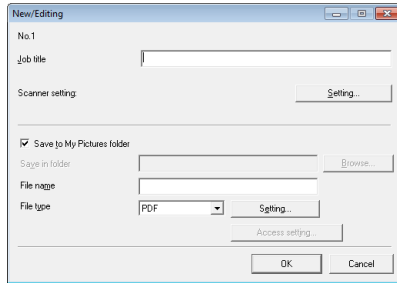 New/Editing
No.1
Job title
Scanner setting: Setting...
Save to My Pictures folder
Save in folder Browse...
File name
File type PDF Setting...
Access setting...
OK Cancel